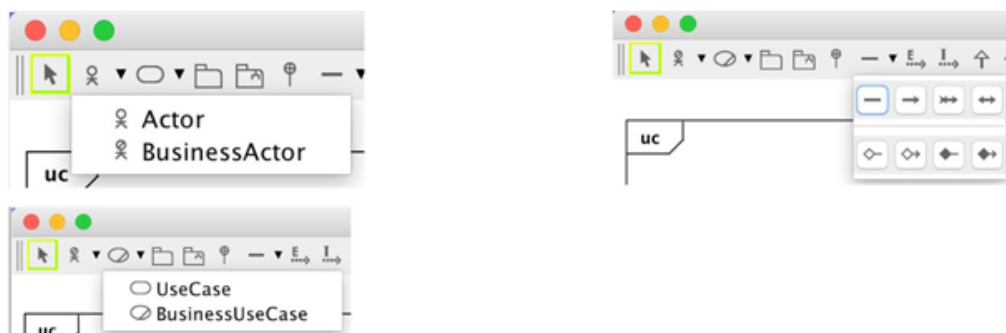 Actor
BusinessActor
uc
E I
uc
UseCase
BusinessUseCase
E I
uc